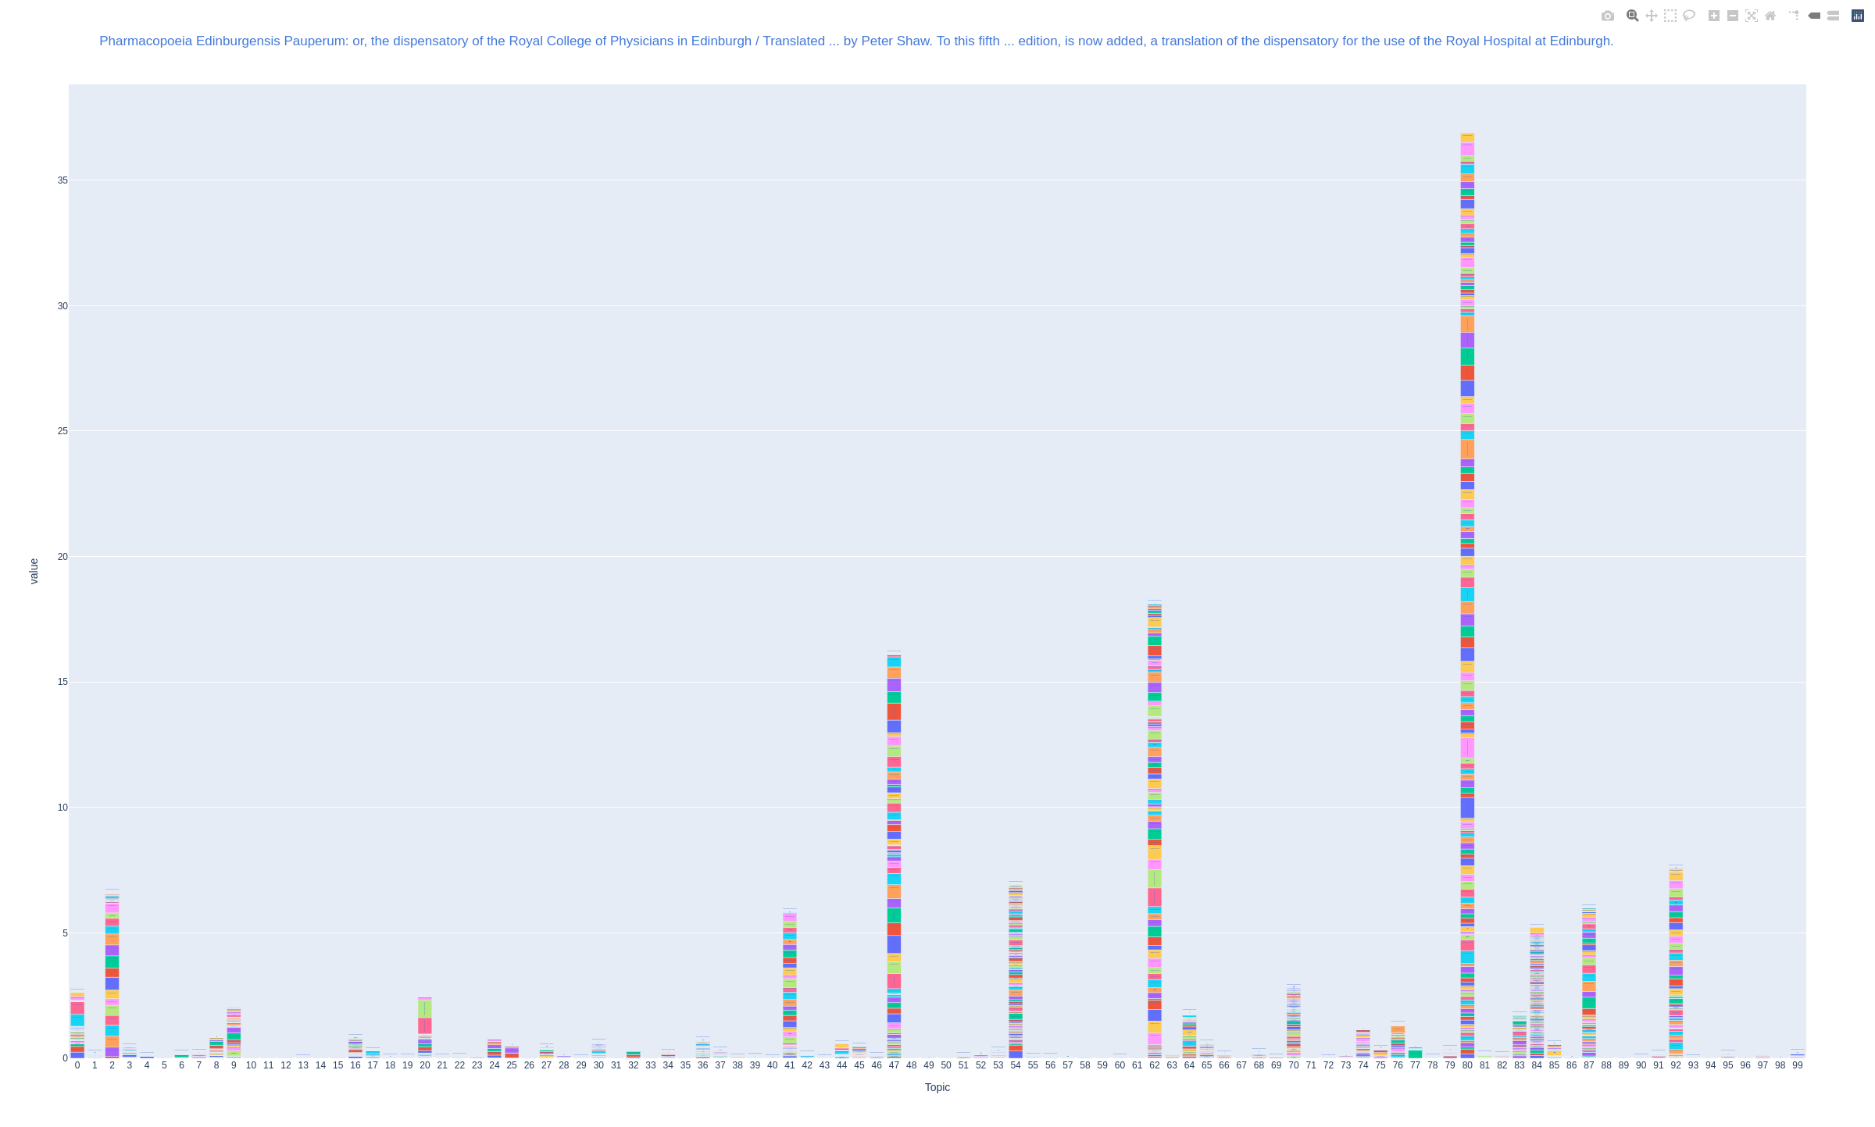 Pharmacopoeia Edinburgensis Pauperum: or, the dispensatory of the Royal College of Physicians in Edinburgh / Translated ... by Peter Shaw. To this fifth ... edition, is now added, a translation of the dispensatory for the use of the Royal Hospital at Edinburgh.
35
30
25
20
15
10
5
0
value
0 1 2 3 4 5 6 7 8 9 10 11 12 13 14 15 16 17 18 19 20 21 22 23 24 25 26 27 28 29 30 31 32 33 34 35 36 37 38 39 40 41 42 43 44 45 46 47 48 49 50 51 52 53 54 55 56 57 58 59 60 61 62 63 64 65 66 67 68 69 70 71 72 73 74 75 76 77 78 79 80 81 82 83 84 85 86 87 88 89 90 91 92 93 94 95 96 97 98 99
Topic